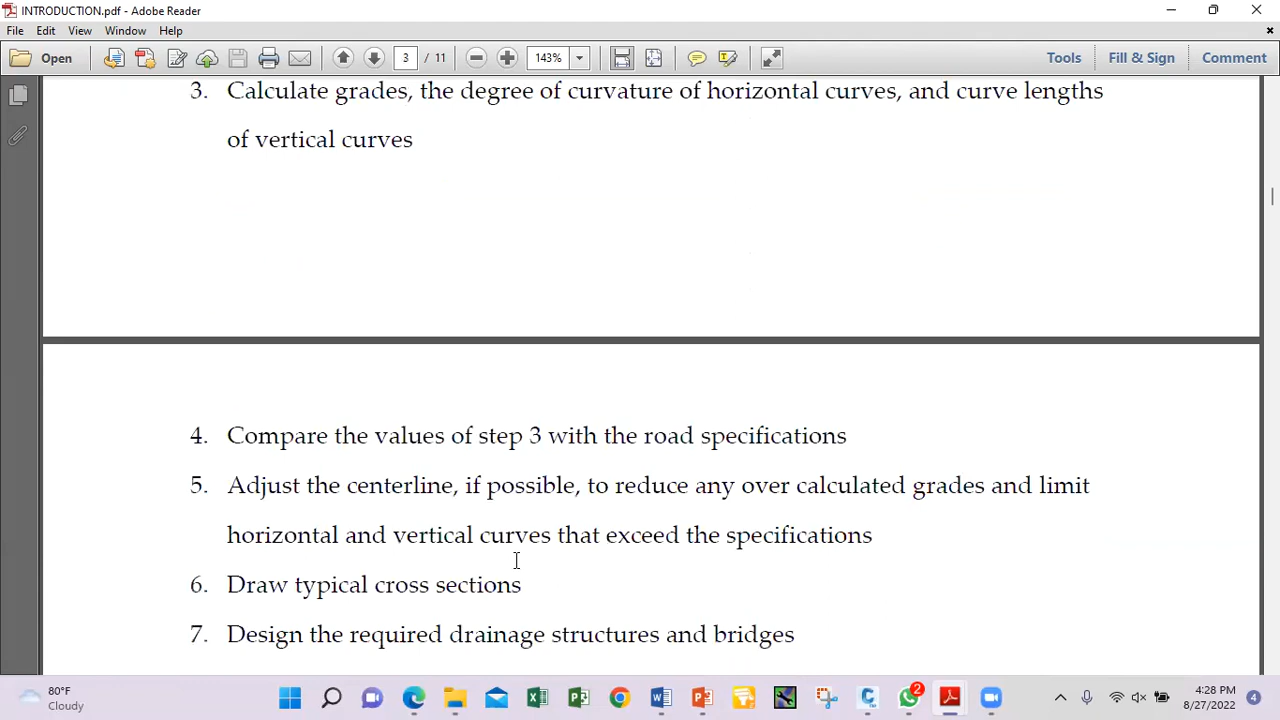 INTRODUCTION.pdf - Adobe Reader
File Edit View Window Help
Open 3 / 11 143% Tools Fill & Sign Comment
3. Calculate grades, the degree of curvature of horizontal curves, and curve lengths
of vertical curves
4. Compare the values of step 3 with the road specifications
5. Adjust the centerline, if possible, to reduce any over calculated grades and limit
horizontal and vertical curves that exceed the specifications
6. Draw typical cross sections
7. Design the required drainage structures and bridges
80°F
Cloudy
2
4:28 PM
8/27/2022
4